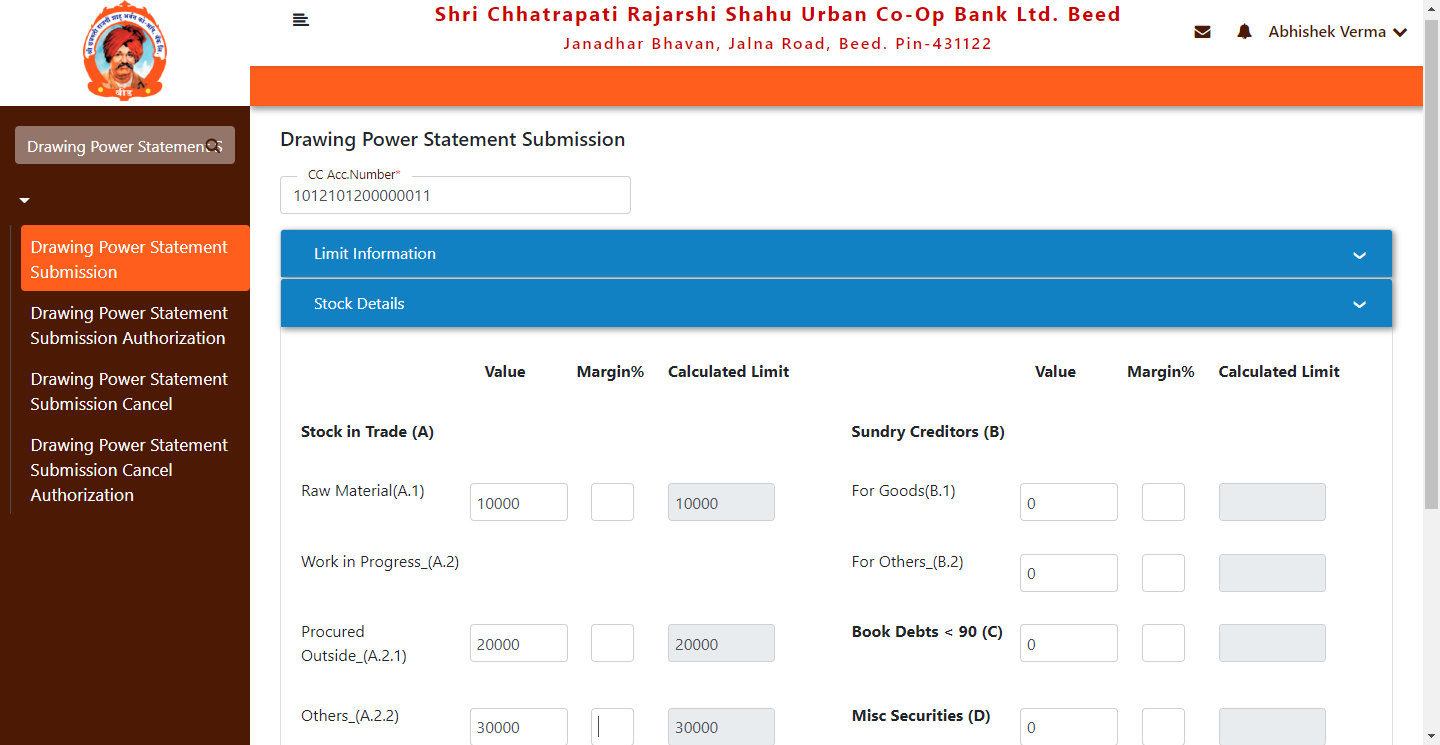 Shri Chhatrapati Rajarshi Shahu Urban Co-Op Bank Ltd. Beed
Janadhar Bhavan, Jalna Road, Beed. Pin-431122
Abhishek Verma
Drawing Power Statement S
Drawing Power Statement
Submission
Drawing Power Statement
Submission Authorization
Drawing Power Statement
Submission Cancel
Drawing Power Statement
Submission Cancel
Authorization
Drawing Power Statement Submission
CC Acc.Number*
1012101200000011
Limit Information
Stock Details
Value Margin% Calculated Limit Value Margin% Calculated Limit
Stock in Trade (A) Sundry Creditors (B)
Raw Material(A.1) 10000 10000 For Goods(B.1) 0
Work in Progress_(A.2) For Others_(B.2) 0
Procured
Outside_(A.2.1) 20000 20000 Book Debts < 90 (C) 0
Others_(A.2.2) 30000 30000 Misc Securities (D) 0